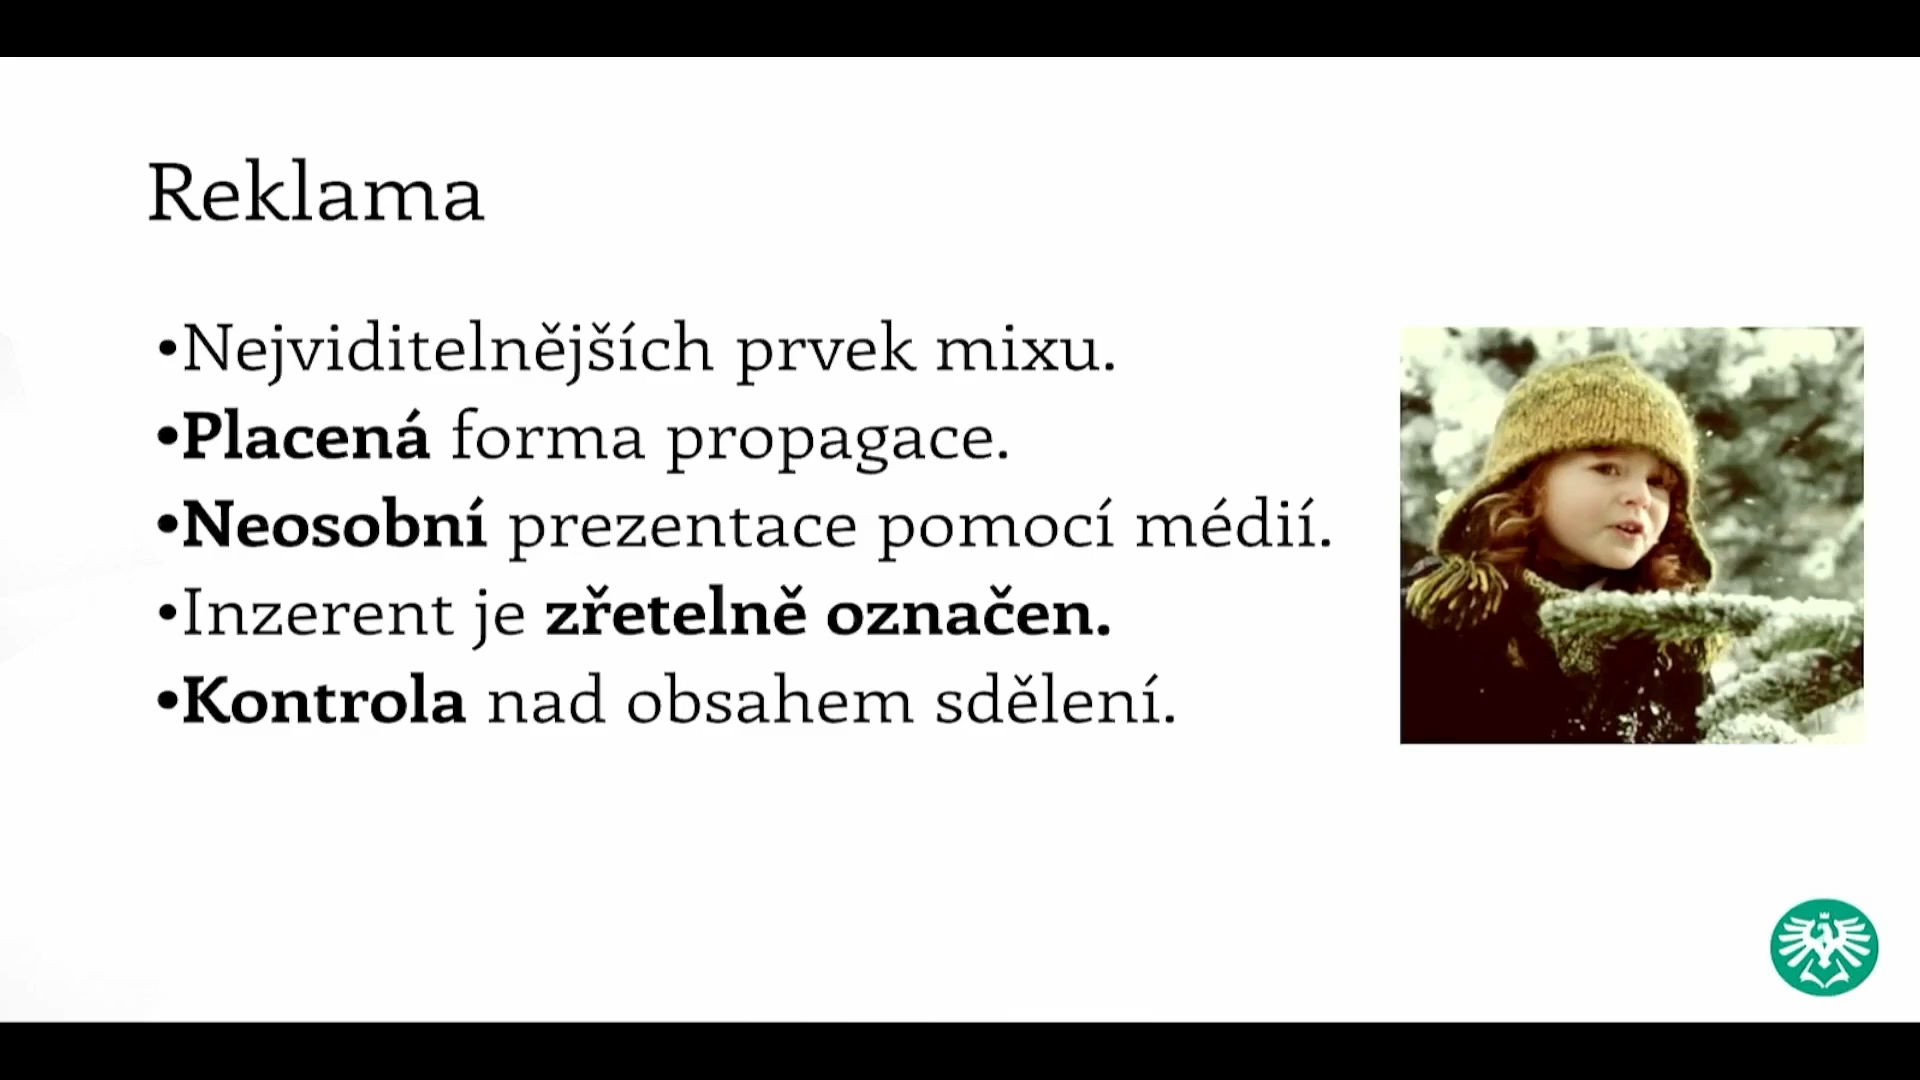 Reklama
•Nejviditelnějších prvek mixu.
•Placená forma propagace.
•Neosobní prezentace pomocí médií.
•Inzerent je zřetelně označen.
•Kontrola nad obsahem sdělení.